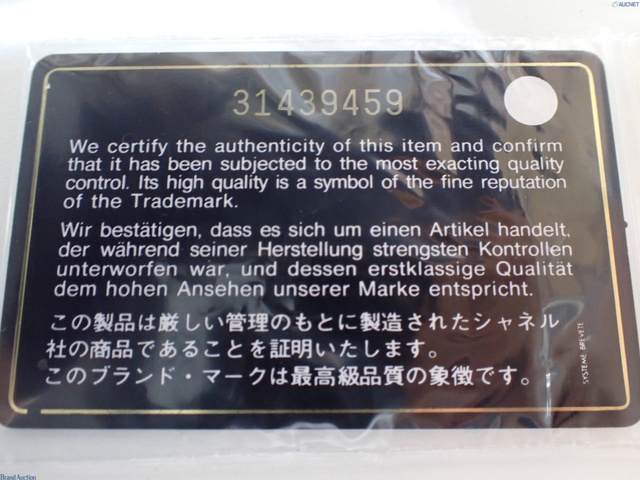 AUCNET
31439459
We certify the authenticity of this item and confirm
that it has been subjected to the most exacting quality
control. Its high quality is a symbol of the fine reputation
of the Trademark.
Wir bestätigen, dass es sich um einen Artikel handelt,
der während seiner Herstellung strengsten Kontrollen
unterworfen war, und dessen erstklassige Qualität
dem hohen Ansehen unserer Marke entspricht.
この製品は厳しい管理のもとに製造されたシャネル
社の商品であることを証明いたします。
このブランド・マークは最高級品質の象徴です。
SYSTEME BREVETE
BrandAuction